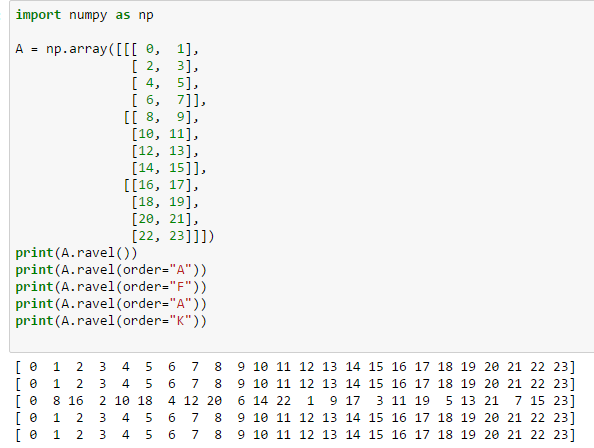 import numpy as np
A = np.array([[[ 0,  1],
               [ 2,  3],
               [ 4,  5],
               [ 6,  7]],
              [[ 8,  9],
               [10, 11],
               [12, 13],
               [14, 15]],
              [[16, 17],
               [18, 19],
               [20, 21],
               [22, 23]]])
print(A.ravel())
print(A.ravel(order="A"))
print(A.ravel(order="F"))
print(A.ravel(order="A"))
print(A.ravel(order="K"))
[ 0  1  2  3  4  5  6  7  8  9 10 11 12 13 14 15 16 17 18 19 20 21 22 23]
[ 0  1  2  3  4  5  6  7  8  9 10 11 12 13 14 15 16 17 18 19 20 21 22 23]
[ 0  8 16  2 10 18  4 12 20  6 14 22  1  9 17  3 11 19  5 13 21  7 15 23]
[ 0  1  2  3  4  5  6  7  8  9 10 11 12 13 14 15 16 17 18 19 20 21 22 23]
[ 0  1  2  3  4  5  6  7  8  9 10 11 12 13 14 15 16 17 18 19 20 21 22 23]